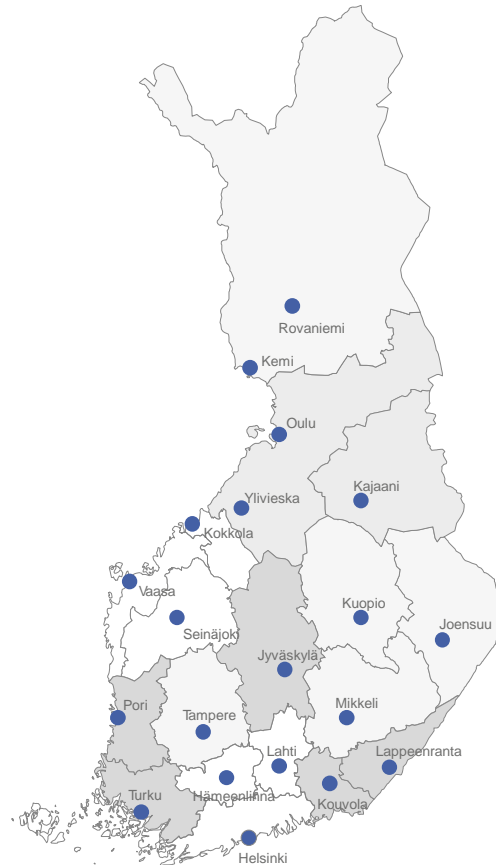 Rovaniemi
Kemi
Oulu
Kajaani
Ylivieska
Kokkola
Vaasa
Kuopio
Seinäjoki
Joensuu
Jyväskylä
Pori
Mikkeli
Tampere
Lahti
Lappeenranta
Turku
Hämeenlinna
Kouvola
Helsinki